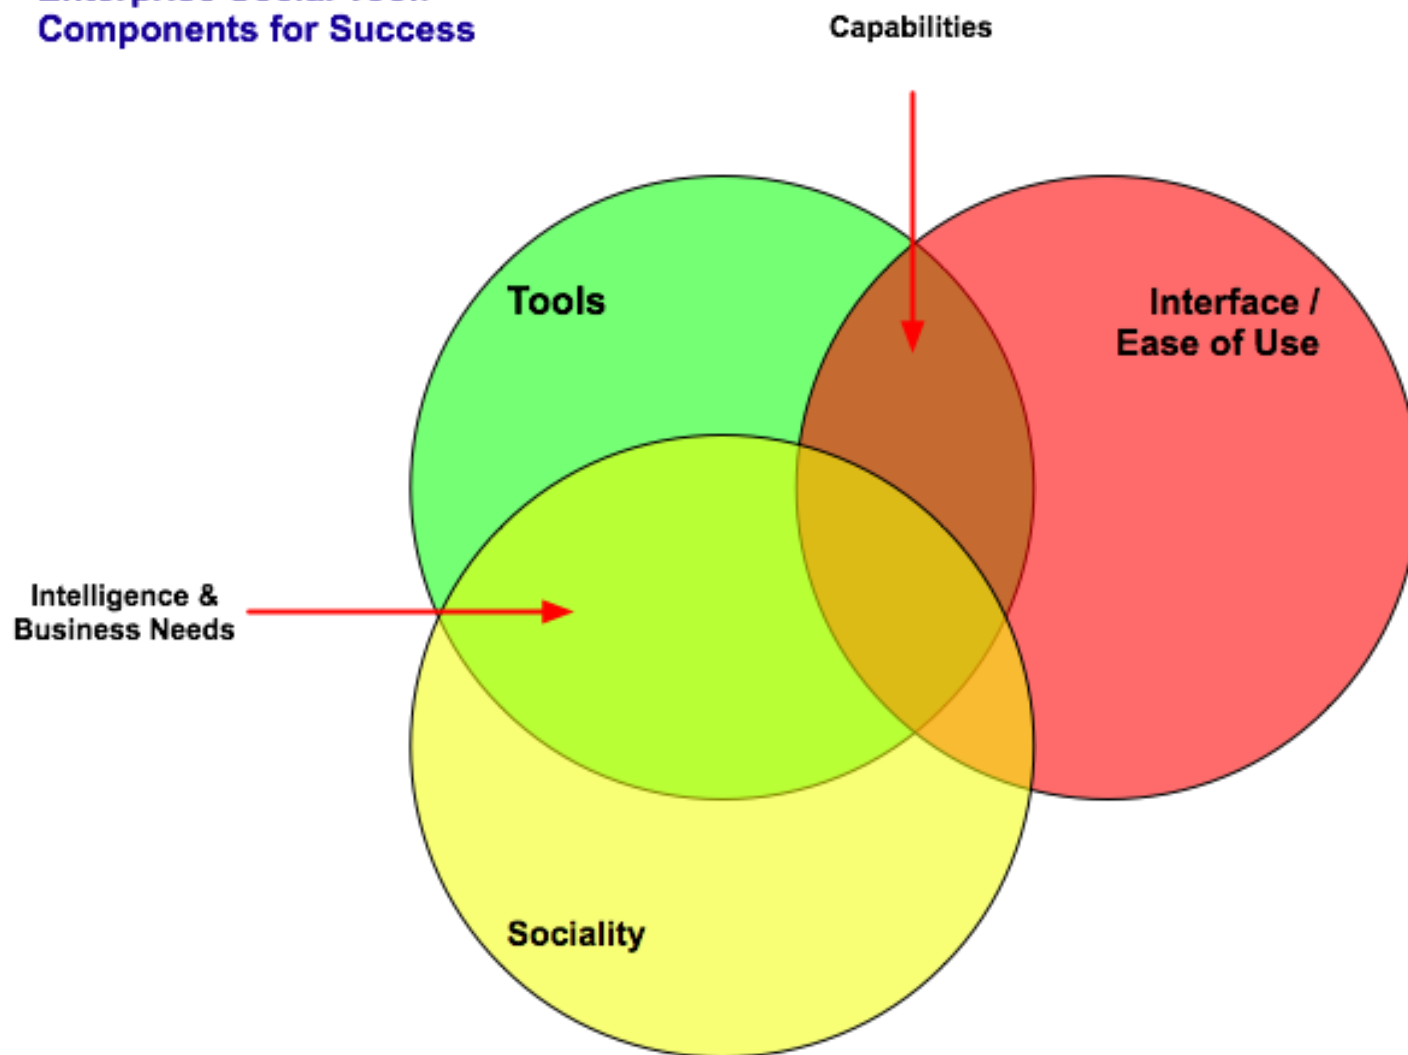 Components for Success
Capabilities
Tools
Interface /
Ease of Use
Intelligence &
Business Needs
Sociality